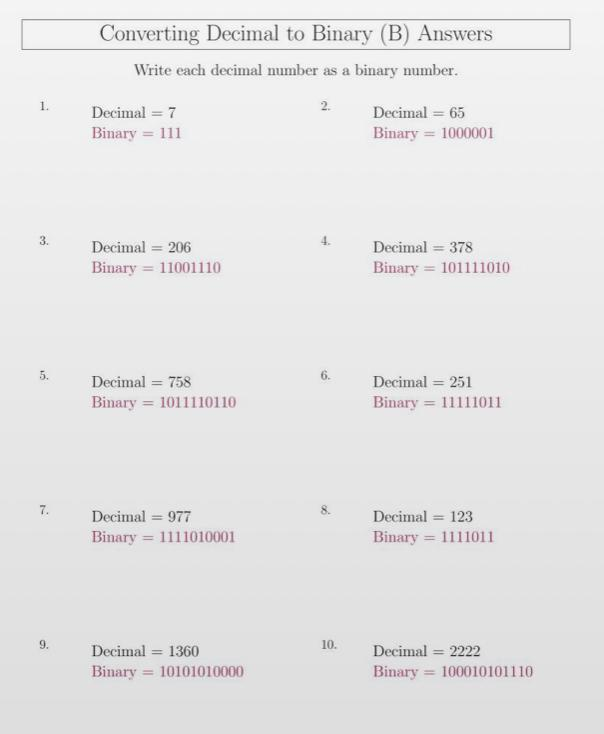 Converting Decimal to Binary (B) Answers
Write each decimal number as a binary number.
1.
Decimal = 7
Binary = 111
2.
Decimal = 65
Binary = 1000001
3.
Decimal = 206
Binary = 11001110
4.
Decimal = 378
Binary = 101111010
5.
Decimal = 758
Binary = 1011110110
6.
Decimal = 251
Binary = 11111011
7.
Decimal = 977
Binary = 1111010001
8.
Decimal = 123
Binary = 1111011
9.
Decimal = 1360
Binary = 10101010000
10.
Decimal = 2222
Binary = 100010101110